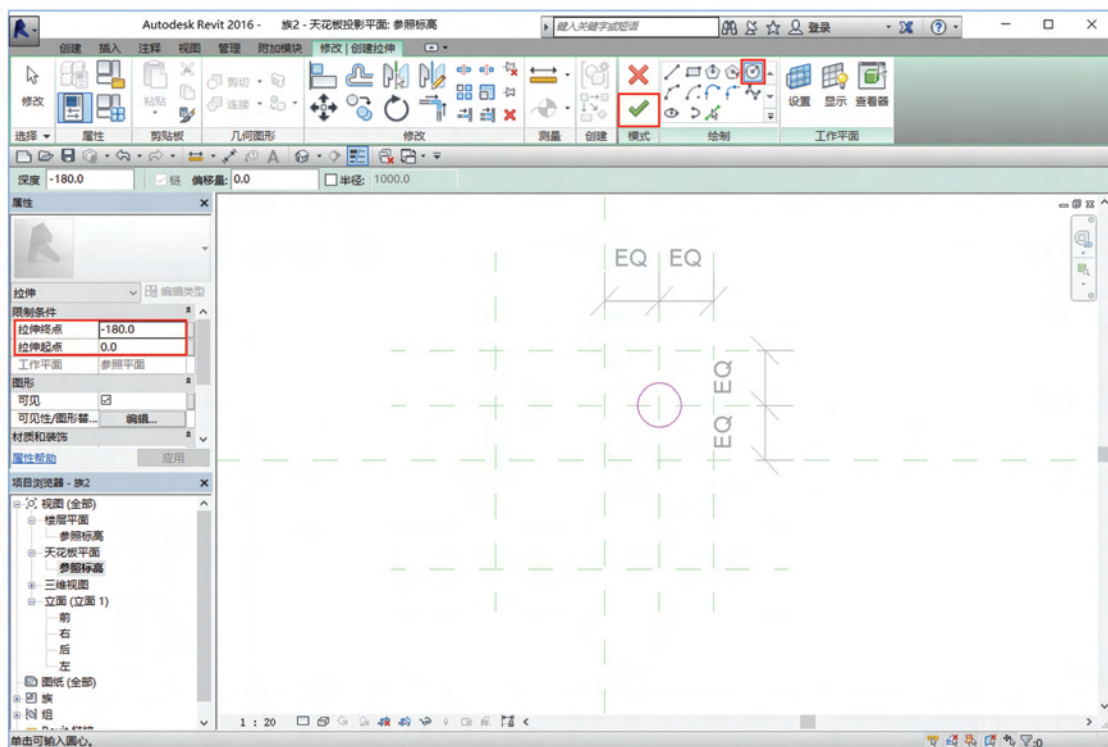 Autodesk Revit 2016 - 族2 - 天花板投影平面: 参照标高
键入关键字或短语
登录
创建 插入 注释 视图 管理 附加模块 修改 | 创建拉伸
修改
粘贴
剪切
连接
设置 显示 查看器
选择 属性 剪贴板 几何图形 修改 测量 创建 模式 绘制 工作平面
深度 -180.0 链 偏移量: 0.0 半径: 1000.0
属性
拉伸 编辑类型
限制条件
拉伸终点 -180.0
拉伸起点 0.0
工作平面 参照平面
图形
可见
可见性/图形替... 编辑...
材质和装饰
属性帮助 应用
项目浏览器 - 族2
视图 (全部)
楼层平面
参照标高
天花板平面
参照标高
三维视图
立面 (立面 1)
前
右
后
左
图纸 (全部)
族
组
EQ EQ
EQ
EQ
1 : 20
单击可输入圆心。
:0